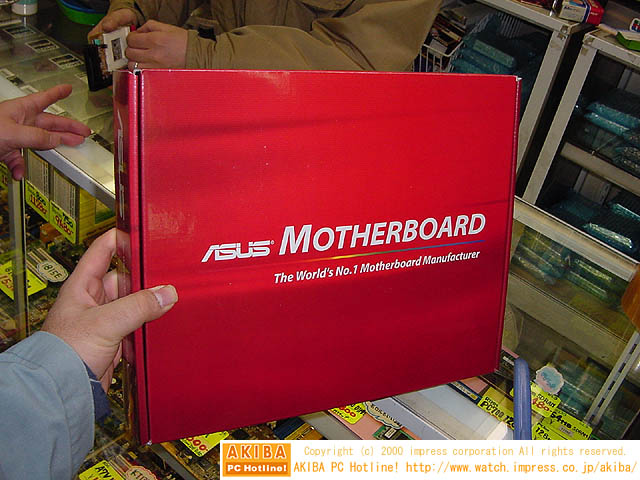 ASUS MOTHERBOARD
The World's No.1 Motherboard Manufacturer
AKIBA
PC Hotline!
Copyright (c) 2000 impress corporation All rights reserved.
AKIBA PC Hotline! http://www.watch.impress.co.jp/akiba/